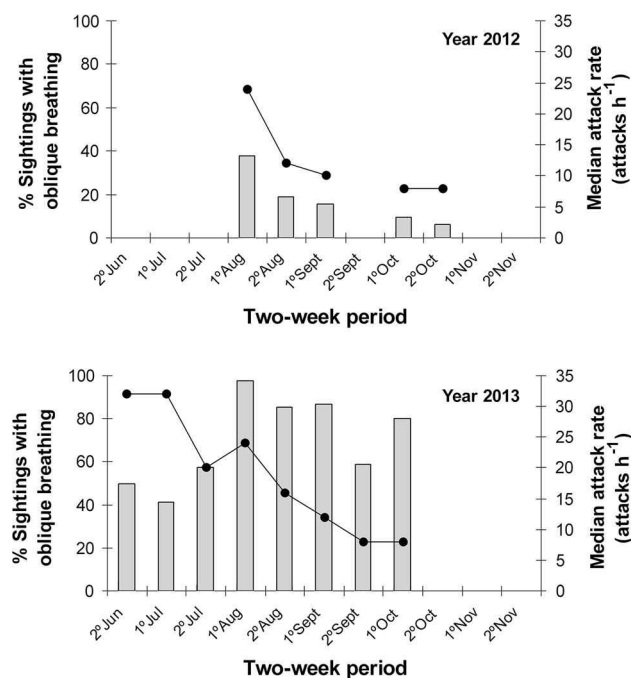 Year 2012
% Sightings with
oblique breathing
100
80
60
40
20
0
35
30
25
20
15
10
5
0
Median attack rate
(attacks h⁻¹)
2ºJun
1ºJul
2ºJul
1ºAug
2ºAug
1ºSept
2ºSept
1ºOct
2ºOct
1ºNov
2ºNov
Two-week period
Year 2013
% Sightings with
oblique breathing
100
80
60
40
20
0
35
30
25
20
15
10
5
0
Median attack rate
(attacks h⁻¹)
2ºJun
1ºJul
2ºJul
1ºAug
2ºAug
1ºSept
2ºSept
1ºOct
2ºOct
1ºNov
2ºNov
Two-week period